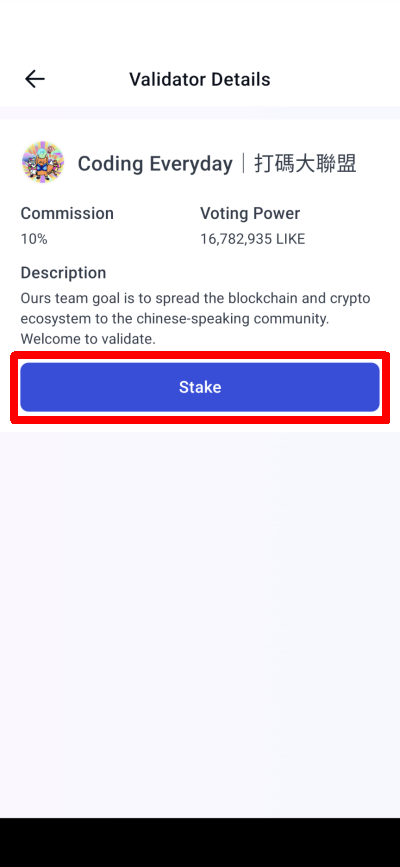 Validator Details
Coding Everyday｜打碼大聯盟
Commission
Voting Power
10%
16,782,935 LIKE
Description
Ours team goal is to spread the blockchain and crypto
ecosystem to the chinese-speaking community.
Welcome to validate.
Stake